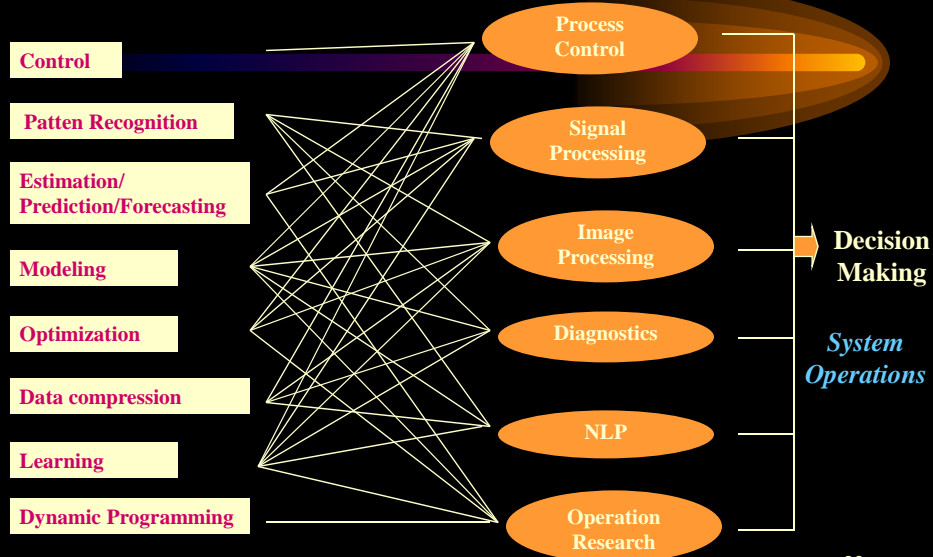 Control
Patten Recognition
Estimation/
Prediction/Forecasting
Modeling
Optimization
Data compression
Learning
Dynamic Programming
Process
Control
Signal
Processing
Image
Processing
Diagnostics
NLP
Operation
Research
Decision
Making
System
Operations